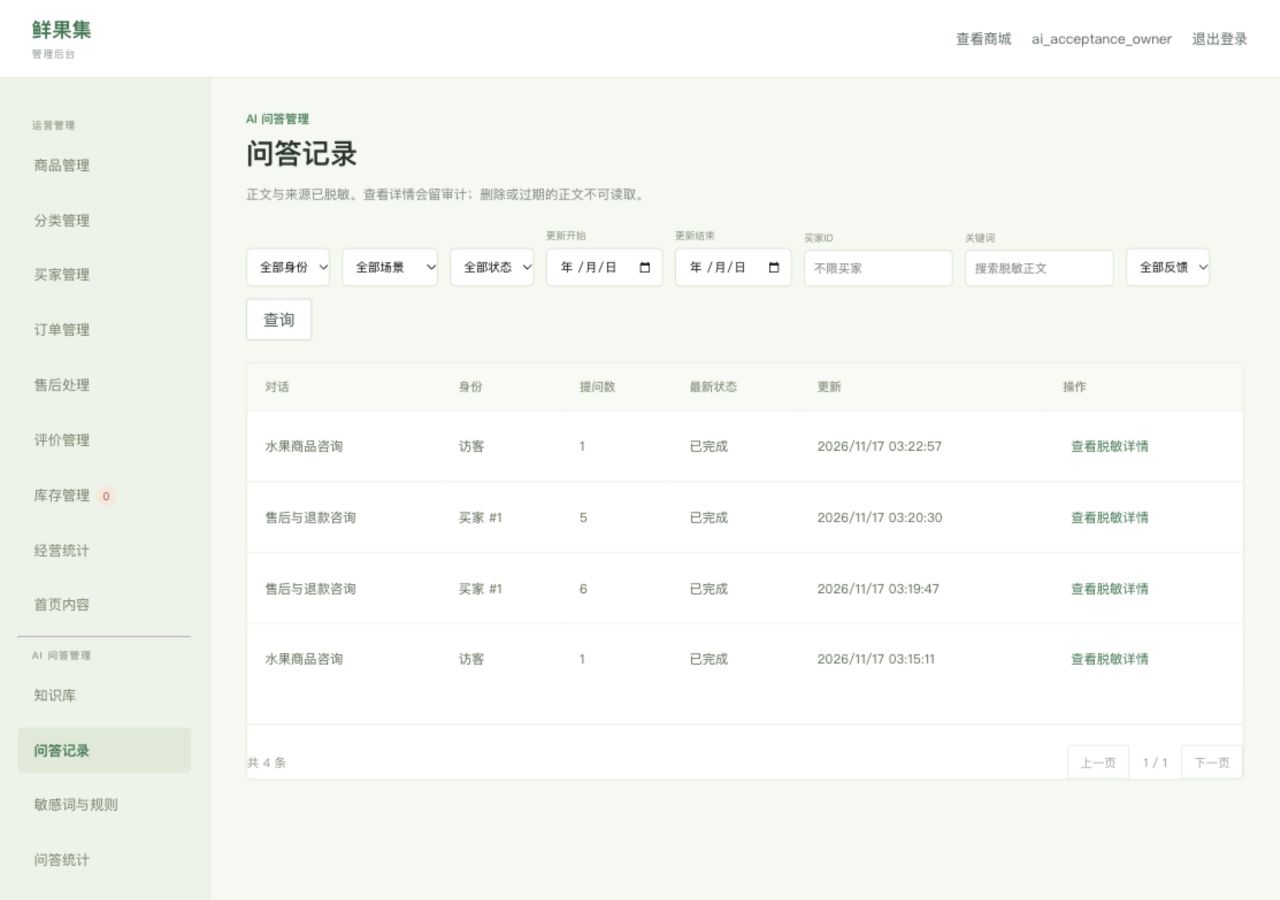 鲜果集
管理后台
查看商城 ai_acceptance_owner 退出登录
运营管理
商品管理
分类管理
买家管理
订单管理
售后处理
评价管理
库存管理 0
经营统计
首页内容
AI 问答管理
知识库
问答记录
敏感词与规则
问答统计
AI 问答管理
问答记录
正文与来源已脱敏。查看详情会留审计；删除或过期的正文不可读取。
更新开始 更新结束 买家ID 关键词
全部身份 全部场景 全部状态 年 /月/日 年 /月/日 不限买家 搜索脱敏正文 全部反馈
查询
对话 身份 提问数 最新状态 更新 操作
水果商品咨询 访客 1 已完成 2026/11/17 03:22:57 查看脱敏详情
售后与退款咨询 买家 #1 5 已完成 2026/11/17 03:20:30 查看脱敏详情
售后与退款咨询 买家 #1 6 已完成 2026/11/17 03:19:47 查看脱敏详情
水果商品咨询 访客 1 已完成 2026/11/17 03:15:11 查看脱敏详情
共 4 条 上一页 1 / 1 下一页